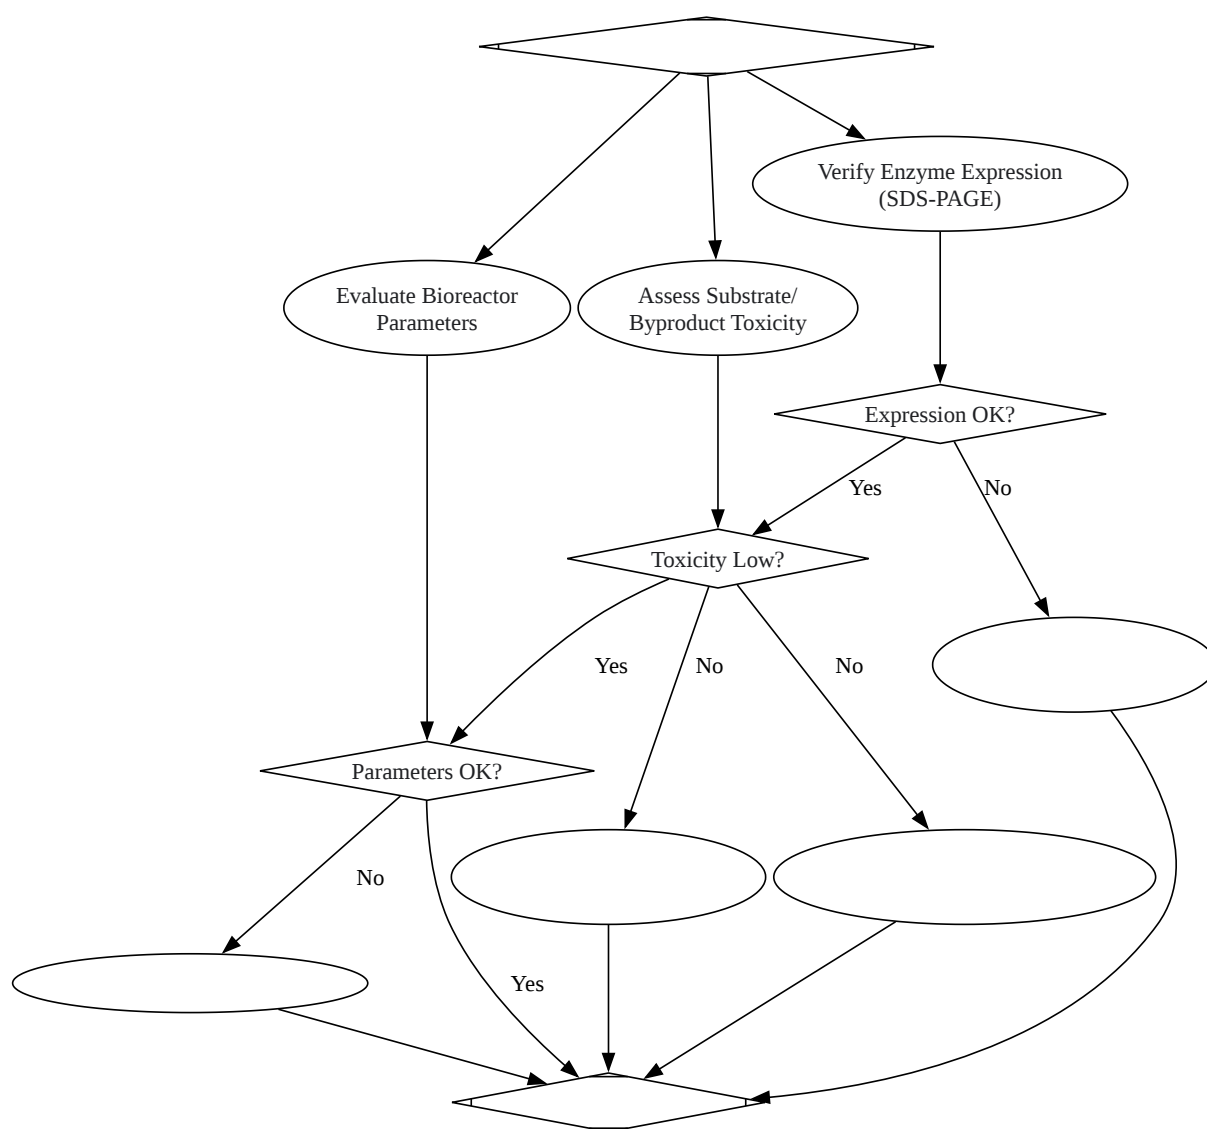 Verify Enzyme Expression
(SDS-PAGE)
Evaluate Bioreactor
Parameters
Assess Substrate/
Byproduct Toxicity
Expression OK?
Yes
No
Toxicity Low?
Yes
No
No
Parameters OK?
No
Yes